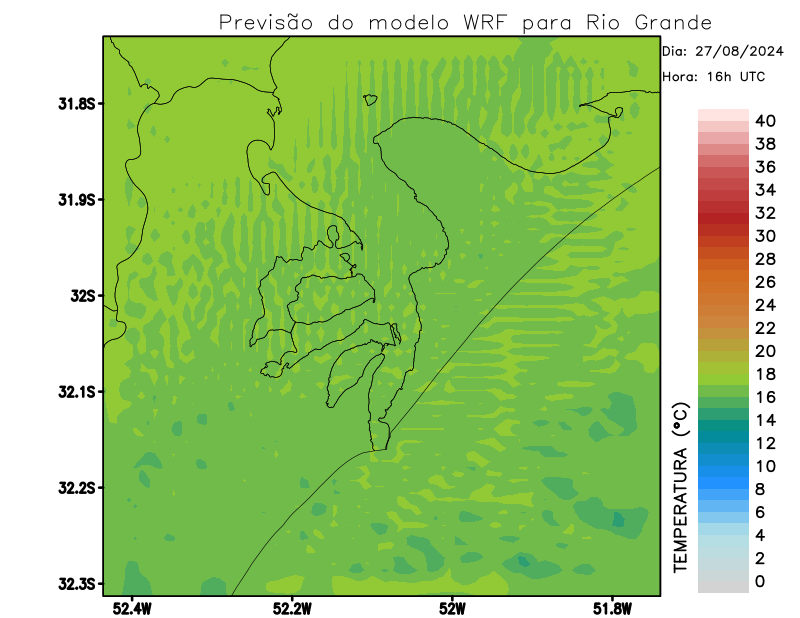 Previsão do modelo WRF para Rio Grande
Dia: 27/08/2024
Hora: 16h UTC
31.8S
31.9S
32S
32.1S
32.2S
32.3S
52.4W
52.2W
52W
51.8W
TEMPERATURA (°C)
40
38
36
34
32
30
28
26
24
22
20
18
16
14
12
10
8
6
4
2
0